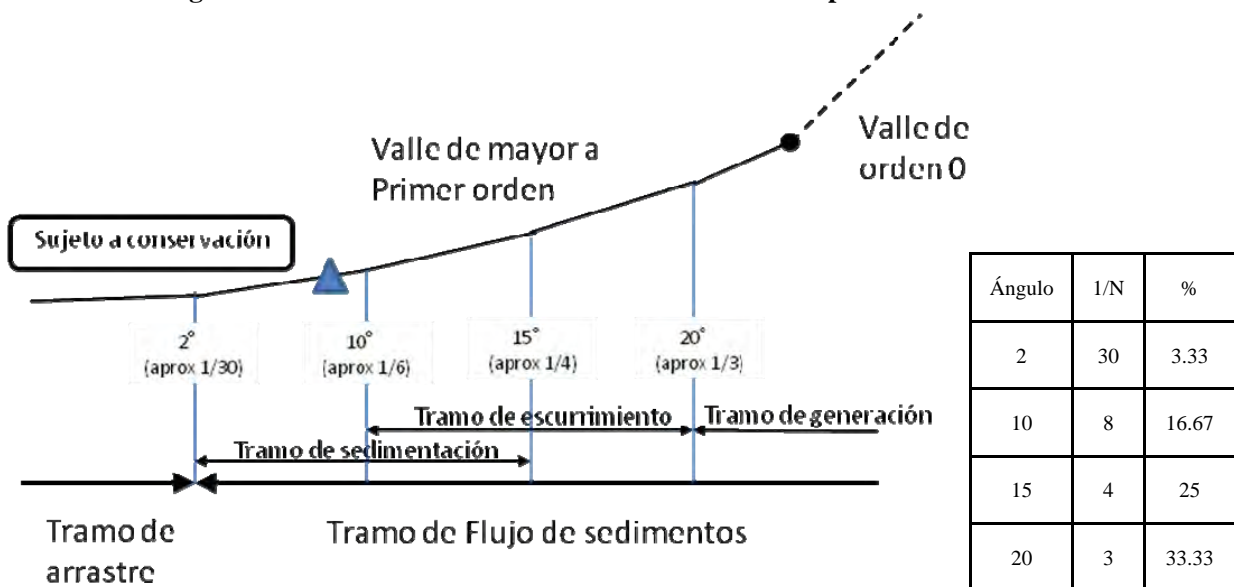 Valle de
orden 0
Valle de mayor a
Primer orden
Sujeto a conservación
2°
(aprox 1/30)
10°
(aprox 1/6)
15°
(aprox 1/4)
20°
(aprox 1/3)
Tramo de escurrimiento
Tramo de generación
Tramo de sedimentación
Tramo de
arrastre
Tramo de Flujo de sedimentos
Ángulo 1/N %
2 30 3.33
10 8 16.67
15 4 25
20 3 33.33